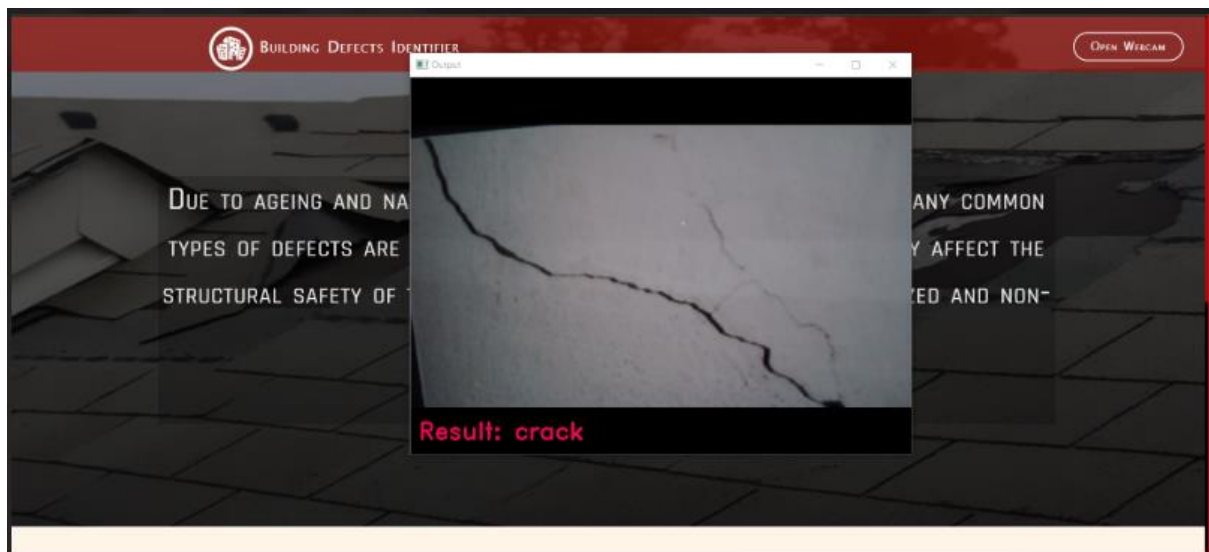 Building Defects Identifier
Open Webcam
Output
Due to ageing and na
any common
types of defects are
y affect the
structural safety of
zed and non-
Result: crack